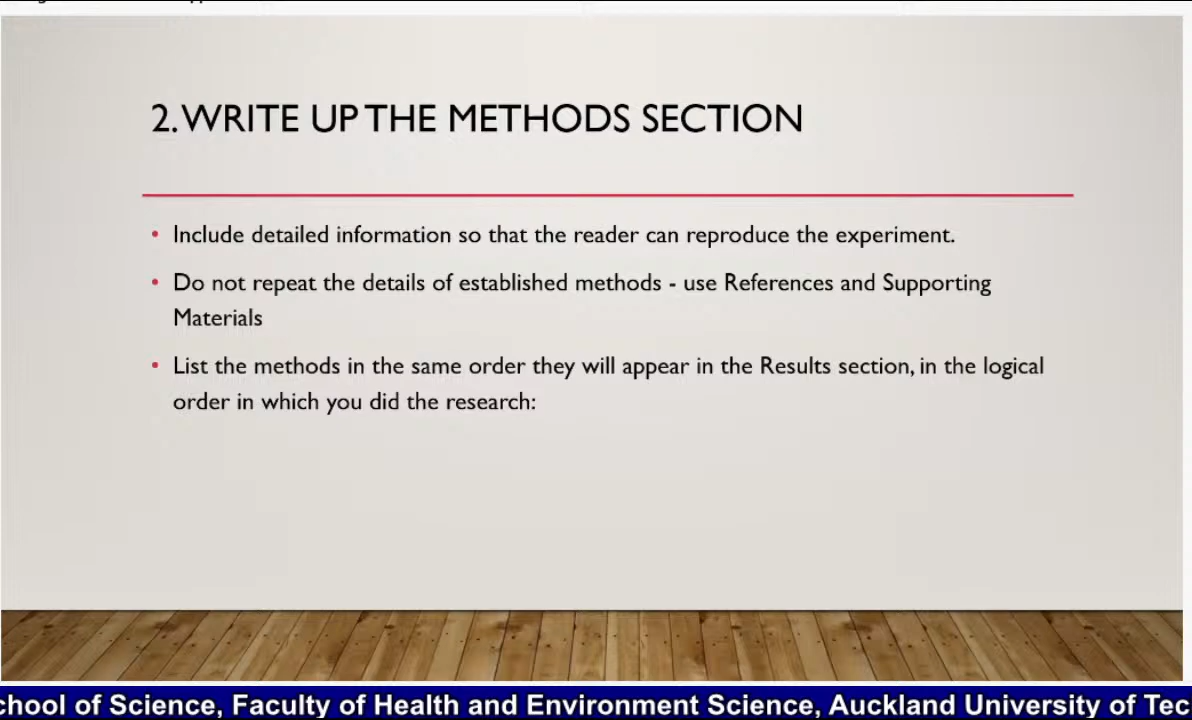 2. WRITE UP THE METHODS SECTION
• Include detailed information so that the reader can reproduce the experiment.
• Do not repeat the details of established methods - use References and Supporting
Materials
• List the methods in the same order they will appear in the Results section, in the logical
order in which you did the research:
chool of Science, Faculty of Health and Environment Science, Auckland University of Tec